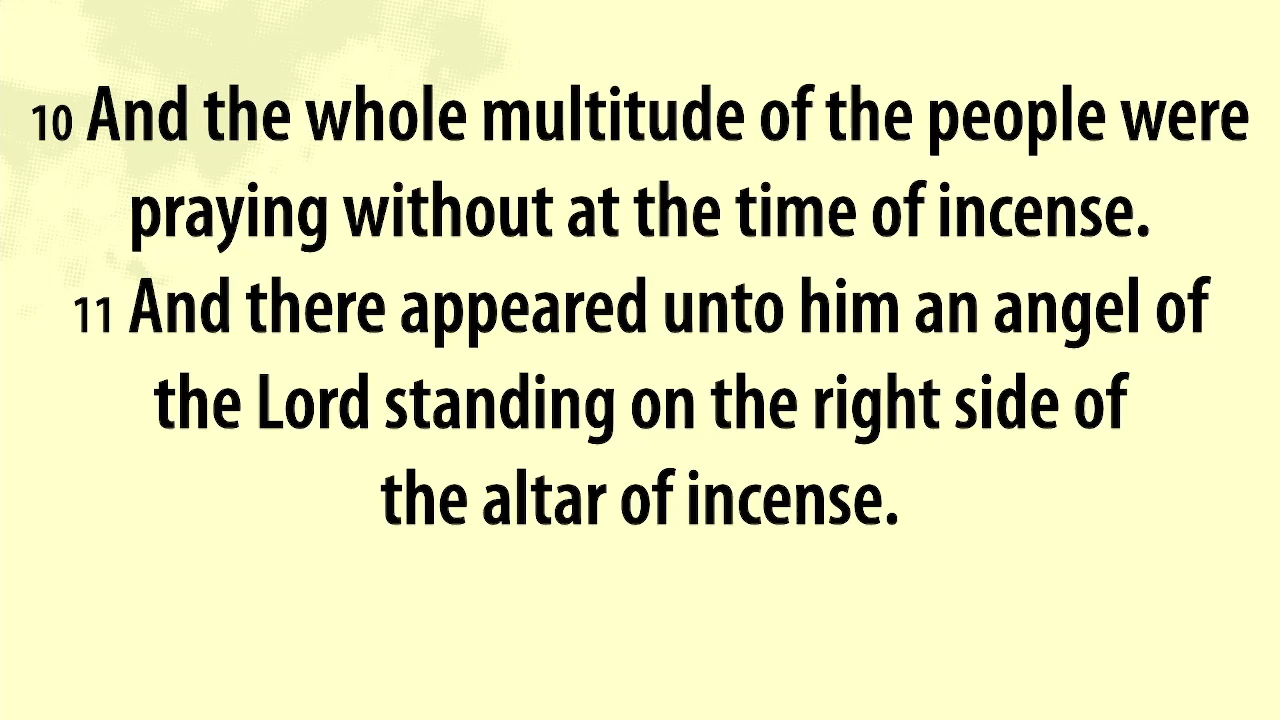 10 And the whole multitude of the people were
praying without at the time of incense.
11 And there appeared unto him an angel of
the Lord standing on the right side of
the altar of incense.